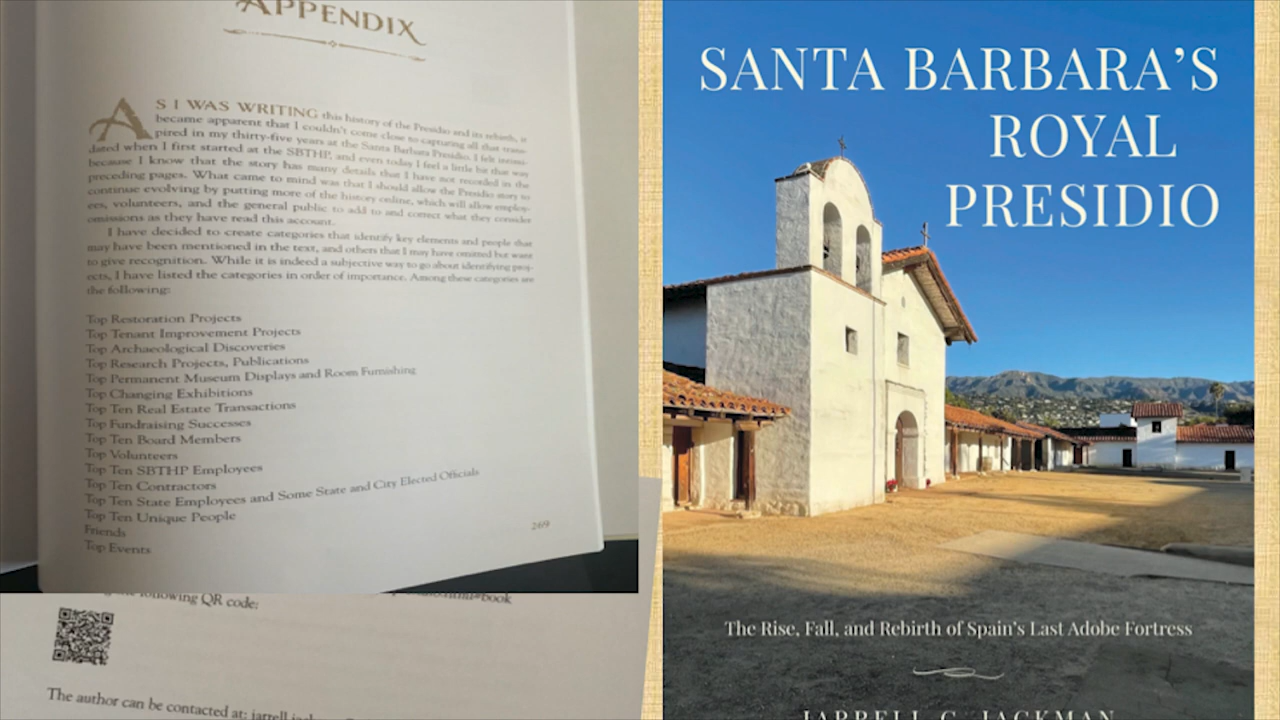 APPENDIX
AS I WAS WRITING this history of the Presidio and its rebirth, it
became apparent that I couldn't come close to capturing all that trans-
pired in my thirty-five years at the Santa Barbara Presidio. I felt intimi-
dated when I first started at the SBTHP, and even today I feel a little bit that way
because I know that the story has many details that I have not recorded in the
preceding pages. What came to mind was that I should allow the Presidio story to
continue evolving by putting more of the history online, which will allow employ-
ees, volunteers, and the general public to add to and correct what they consider
omissions as they have read this account.
I have decided to create categories that identify key elements and people that
may have been mentioned in the text, and others that I may have omitted but want
to give recognition. While it is indeed a subjective way to go about identifying proj-
ects, I have listed the categories in order of importance. Among these categories are
the following:
Top Restoration Projects
Top Tenant Improvement Projects
Top Archaeological Discoveries
Top Research Projects, Publications
Top Permanent Museum Displays and Room Furnishing
Top Changing Exhibitions
Top Ten Real Estate Transactions
Top Fundraising Successes
Top Ten Board Members
Top Volunteers
Top Ten SBTHP Employees
Top Ten Contractors
Top Ten State Employees and Some State and City Elected Officials
Top Ten Unique People
Friends
Top Events
269
following QR code:
The author can be contacted at:
SANTA BARBARA'S
ROYAL
PRESIDIO
The Rise, Fall, and Rebirth of Spain's Last Adobe Fortress
JARRELL C. JACKMAN